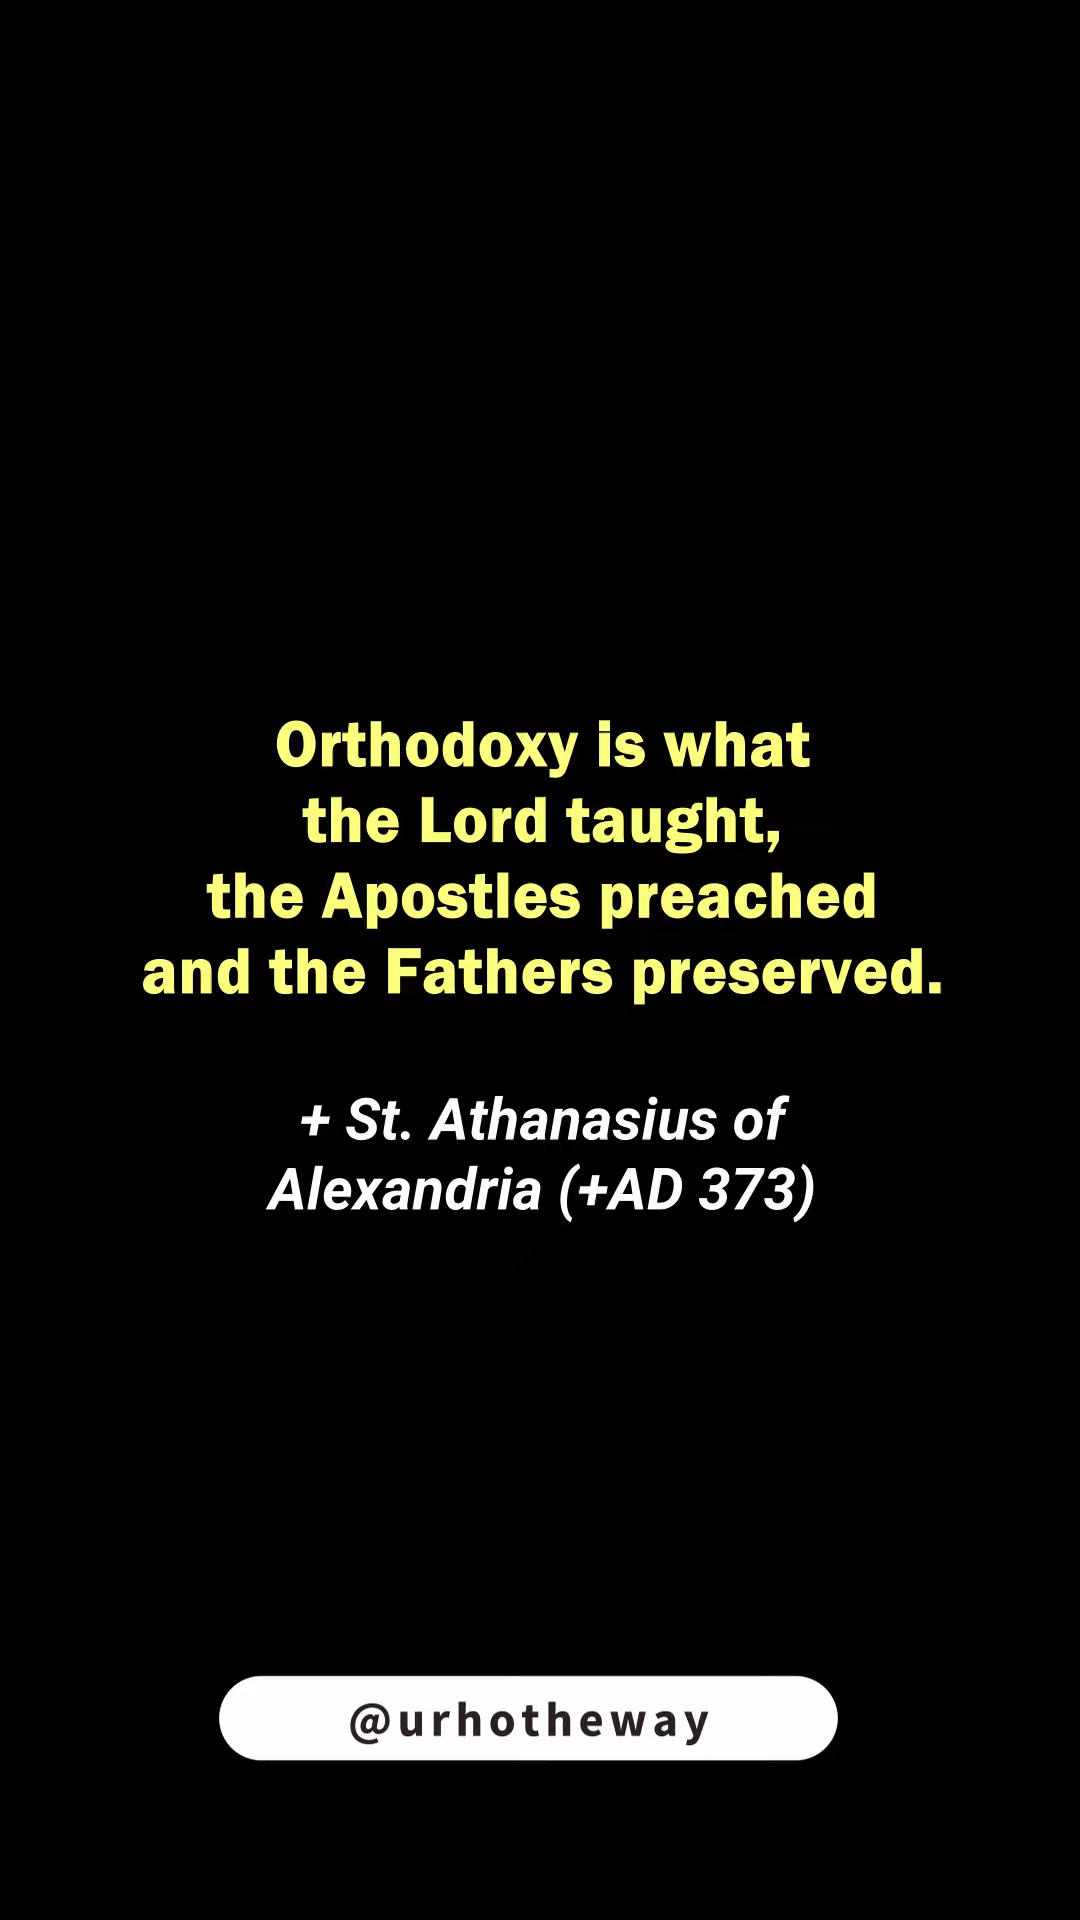 Orthodoxy is what
the Lord taught,
the Apostles preached
and the Fathers preserved.
+ St. Athanasius of
Alexandria (+AD 373)
@urhotheway